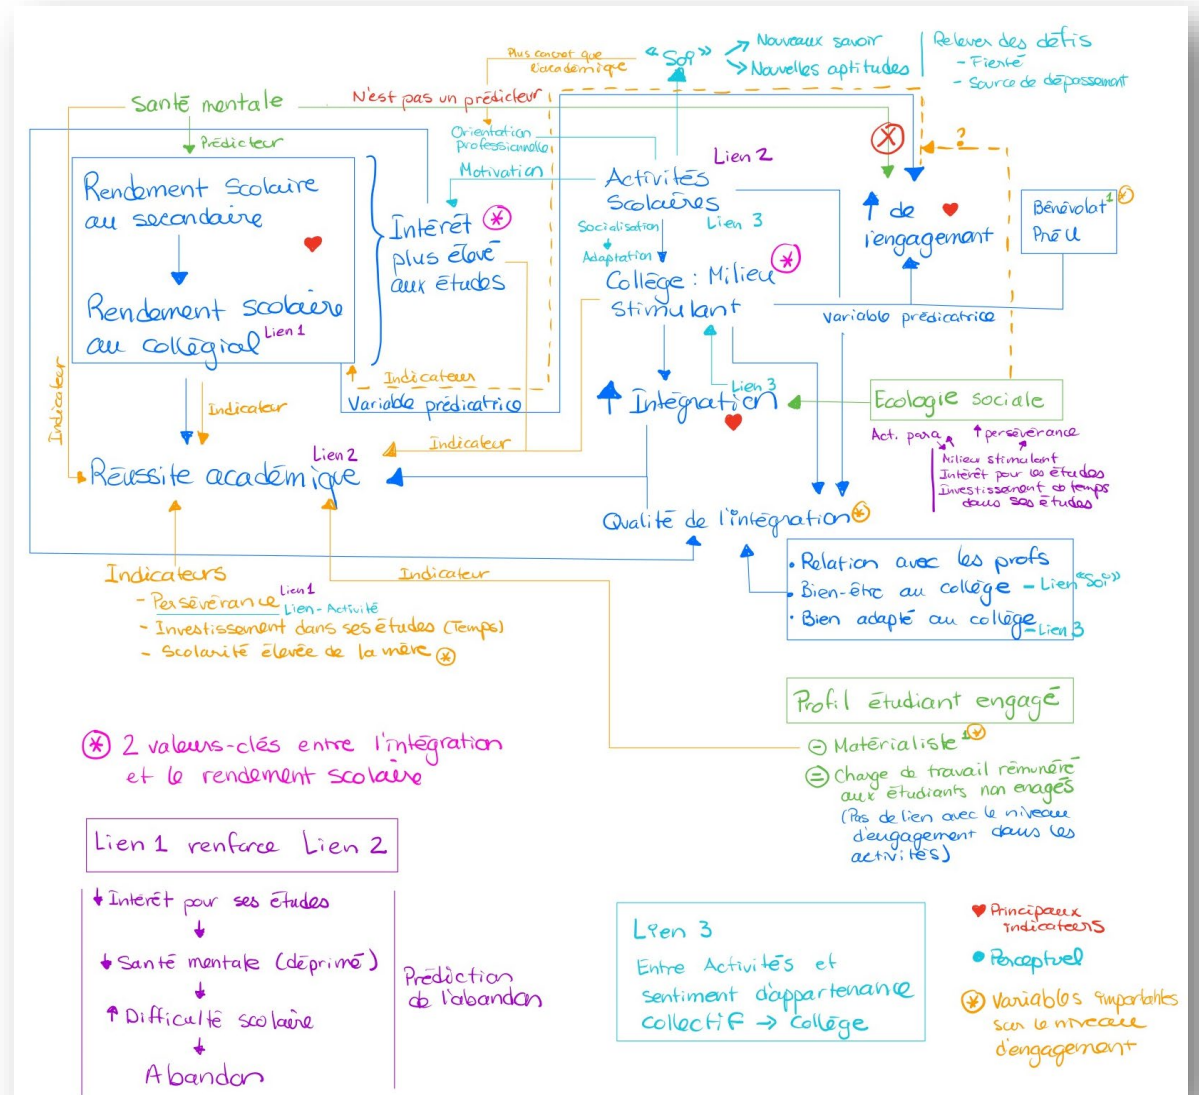 Plus concret que
l'académique
"Soi"
Nouveaux savoir
Nouvelles aptitudes
Relever des défis
- Fierté
- Source de dépassement
Santé mentale
N'est pas un prédicteur
Prédicteur
Orientation
professionnelle
Motivation
Lien 2
?
Rendement Scolaire
au secondaire
Rendement scolaire
au collégial
Lien 1
Intérêt
plus élevé
aux études
Activités
Scolaires
Lien 3
Socialisation
Adaptation
Collège : Milieu
Stimulant
de
l'engagement
Bénévolat 1
Pré U
Variable prédicatrice
Indicateur
Indicateurs
Variable prédicatrice
Indicateur
Indicateur
Lien 3
Intégration
Ecologie sociale
Act. para
↑ persévérance
Milieu stimulant
Intérêt pour les études
Investissement de temps
dans ses études
Lien 2
Réussite académique
Qualité de l'intégration
• Relation avec les profs
• Bien-être au collège - Lien "Soi"
• Bien adapté au collège
- Lien 3
Indicateurs
Indicateur
- Persévérance Lien 1
Lien - Activité
- Investissement dans ses études (Temps)
- Scolarité élevée de la mère
Profil étudiant engagé
Matérialiste 1
Charge de travail rémunéré
aux étudiants non enagés
(Pas de lien avec le niveau
d'eugagement dans les
activités)
2 valeurs-clés entre l'intégration
et le rendement scolaire
Lien 1 renforce Lien 2
↓ Intérêt pour ses études
↓
↓ Santé mentale (déprimé)
↓
↑ Difficulté scolaire
↓
Abandon
Prédiction
de l'abandon
Lien 3
Entre Activités et
sentiment d'appartenance
collectif → Collège
Principaux
indicateurs
Perceptuel
Variables importantes
sur le niveau
d'engagement